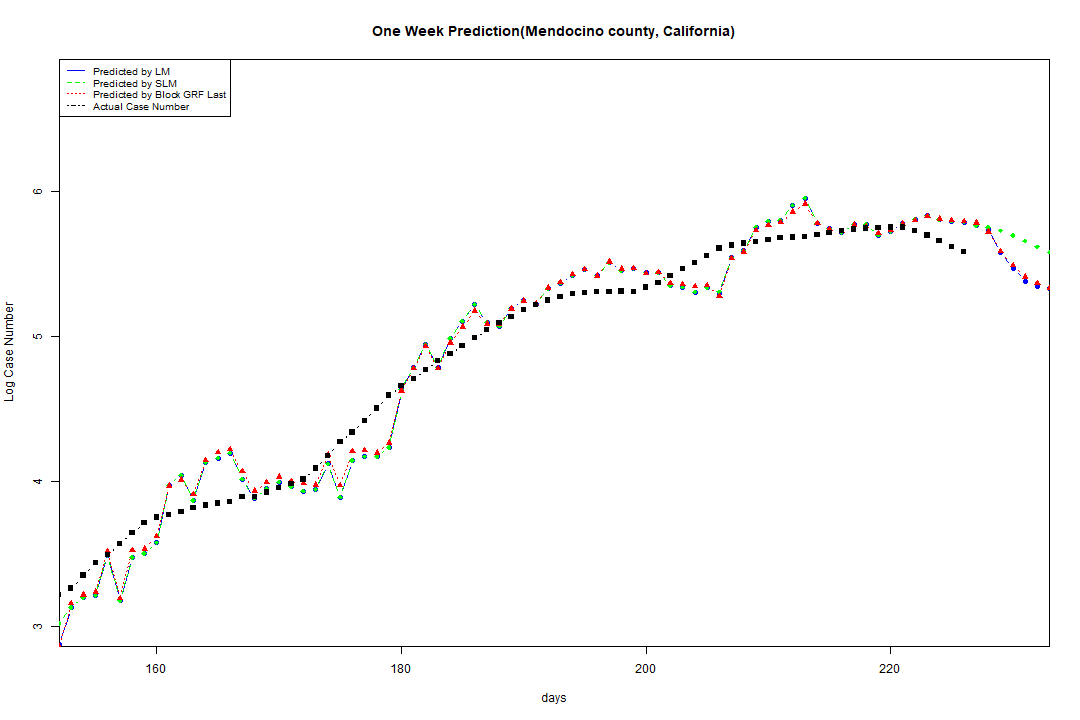 One Week Prediction(Mendocino county, California)
Predicted by LM
Predicted by SLM
Predicted by Block GRF Last
Actual Case Number
6
5
4
3
Log Case Number
160 180 200 220
days